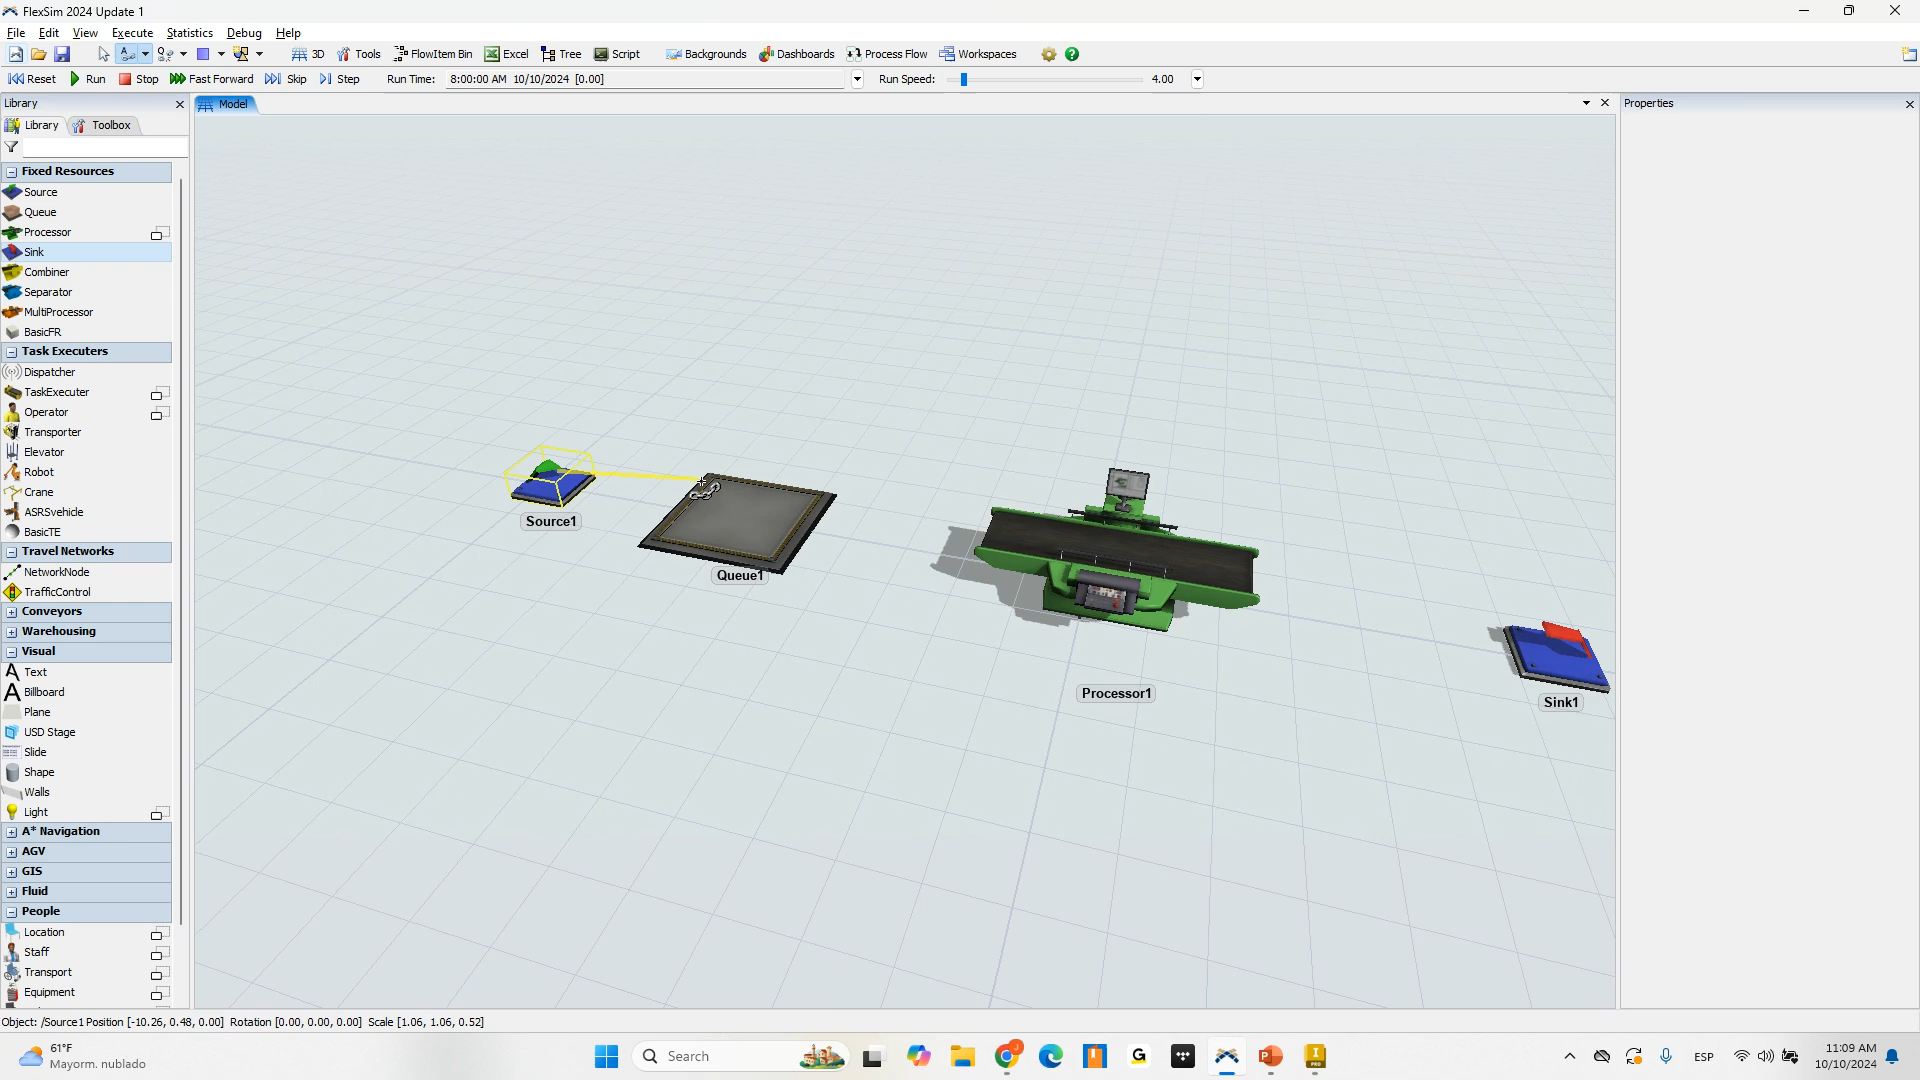 FlexSim 2024 Update 1
File Edit View Execute Statistics Debug Help
3D Tools FlowItem Bin Excel Tree Script Backgrounds Dashboards Process Flow Workspaces
Reset Run Stop Fast Forward Skip Step Run Time: 8:00:00 AM 10/10/2024 [0.00] Run Speed: 4.00
Library
Model
Properties
Library Toolbox
Fixed Resources
Source
Queue
Processor
Sink
Combiner
Separator
MultiProcessor
BasicFR
Task Executers
Dispatcher
TaskExecuter
Operator
Transporter
Elevator
Robot
Crane
ASRSvehicle
BasicTE
Travel Networks
NetworkNode
TrafficControl
Conveyors
Warehousing
Visual
Text
Billboard
Plane
USD Stage
Slide
Shape
Walls
Light
A* Navigation
AGV
GIS
Fluid
People
Location
Staff
Transport
Equipment
Source1
Queue1
Processor1
Sink1
Object: /Source1 Position [-10.26, 0.48, 0.00] Rotation [0.00, 0.00, 0.00] Scale [1.06, 1.06, 0.52]
61°F
Mayorm. nublado
Search
ESP
11:09 AM
10/10/2024